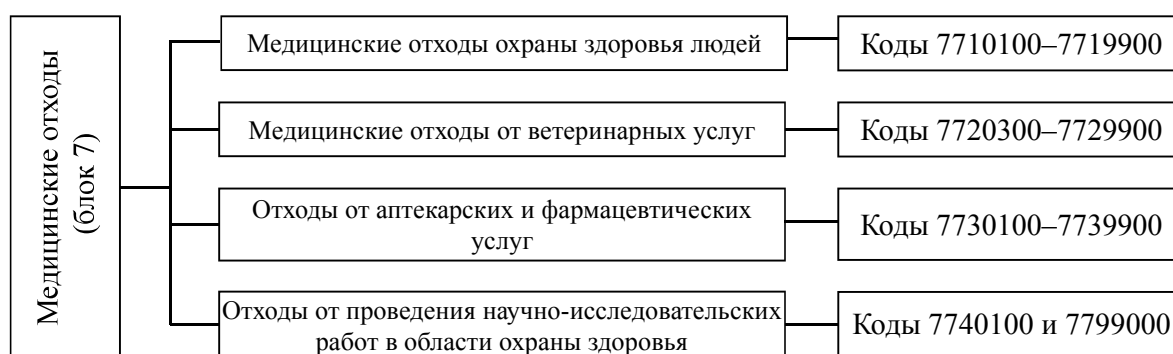 Медицинские отходы
(блок 7)
Медицинские отходы охраны здоровья людей
Коды 7710100–7719900
Медицинские отходы от ветеринарных услуг
Коды 7720300–7729900
Отходы от аптекарских и фармацевтических
услуг
Коды 7730100–7739900
Отходы от проведения научно-исследовательских
работ в области охраны здоровья
Коды 7740100 и 7799000